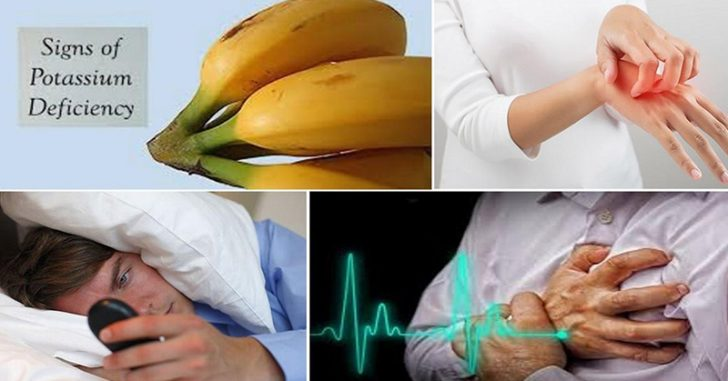 Signs of
Potassium
Deficiency